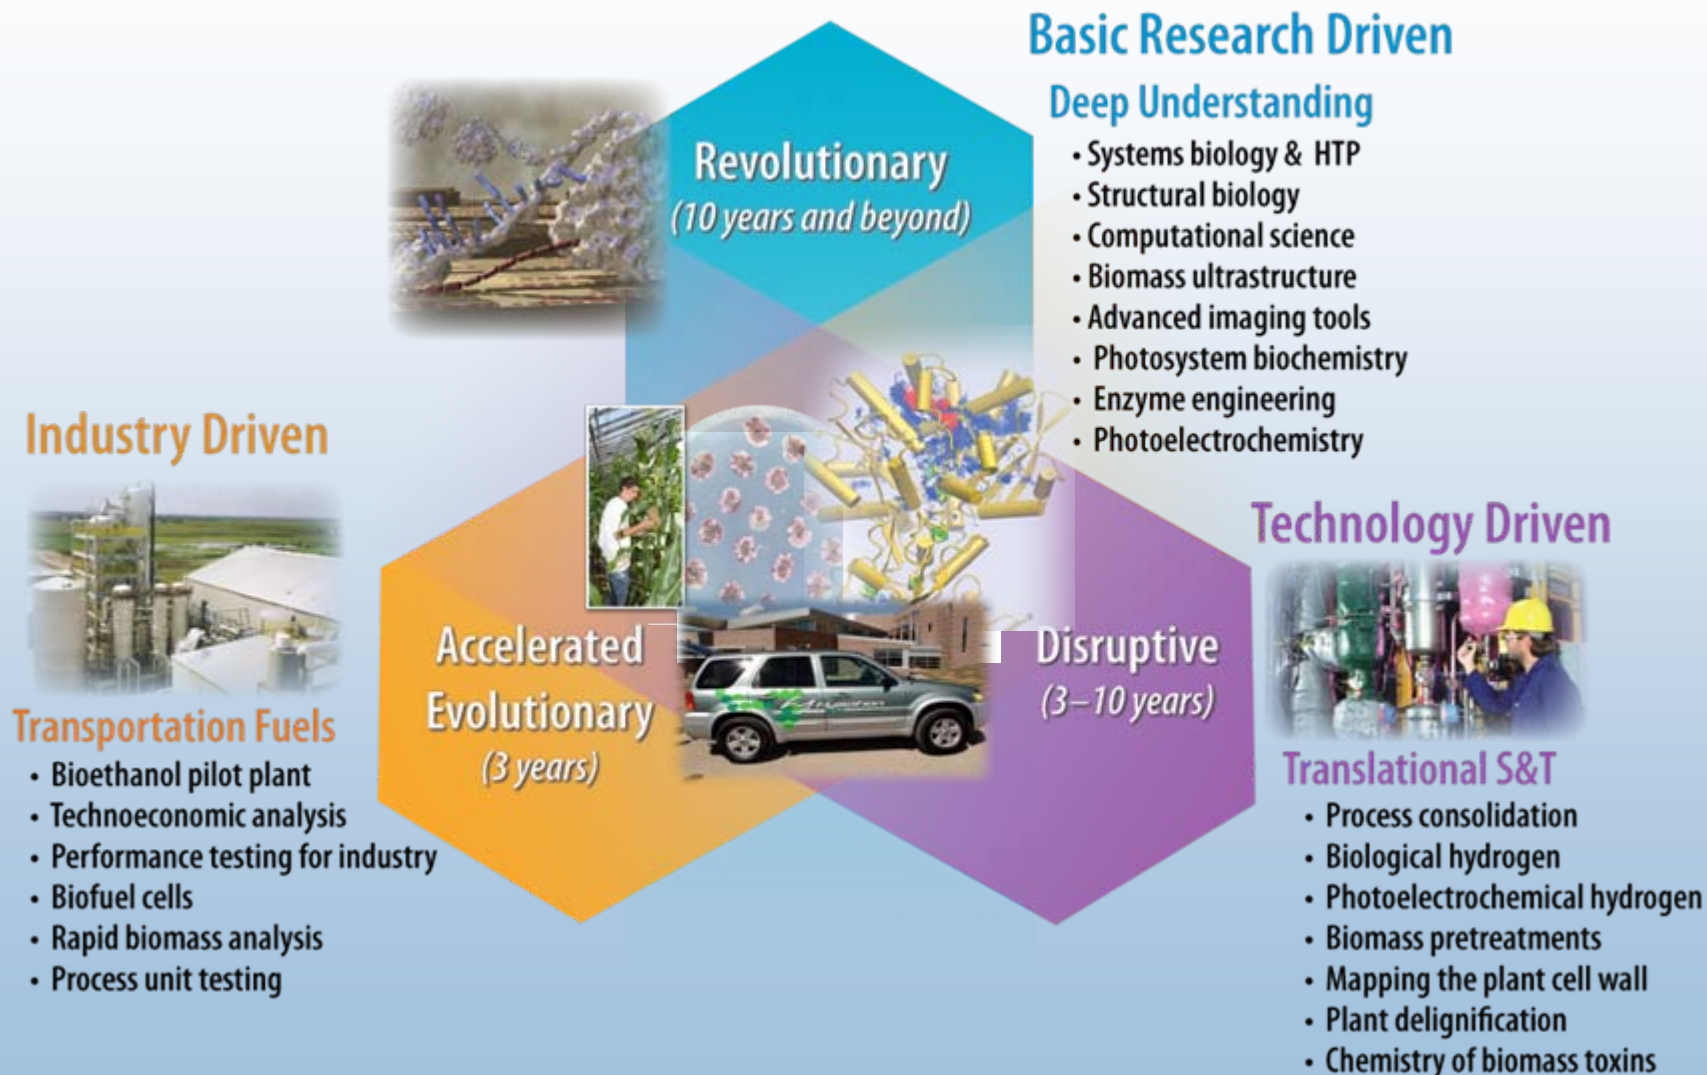 Basic Research Driven
Deep Understanding
• Systems biology & HTP
• Structural biology
• Computational science
• Biomass ultrastructure
• Advanced imaging tools
• Photosystem biochemistry
• Enzyme engineering
• Photoelectrochemistry
Revolutionary
(10 years and beyond)
Industry Driven
Transportation Fuels
• Bioethanol pilot plant
• Technoeconomic analysis
• Performance testing for industry
• Biofuel cells
• Rapid biomass analysis
• Process unit testing
Accelerated
Evolutionary
(3 years)
Disruptive
(3–10 years)
Technology Driven
Translational S&T
• Process consolidation
• Biological hydrogen
• Photoelectrochemical hydrogen
• Biomass pretreatments
• Mapping the plant cell wall
• Plant delignification
• Chemistry of biomass toxins